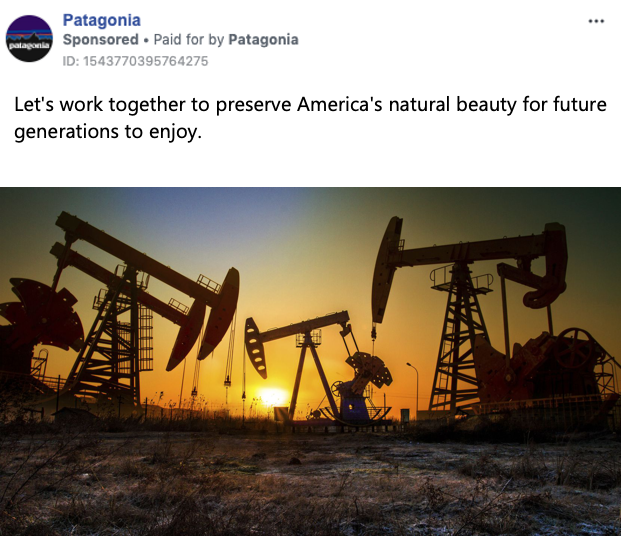 Patagonia
Sponsored • Paid for by Patagonia
ID: 1543770395764275
Let's work together to preserve America's natural beauty for future
generations to enjoy.
patagonia